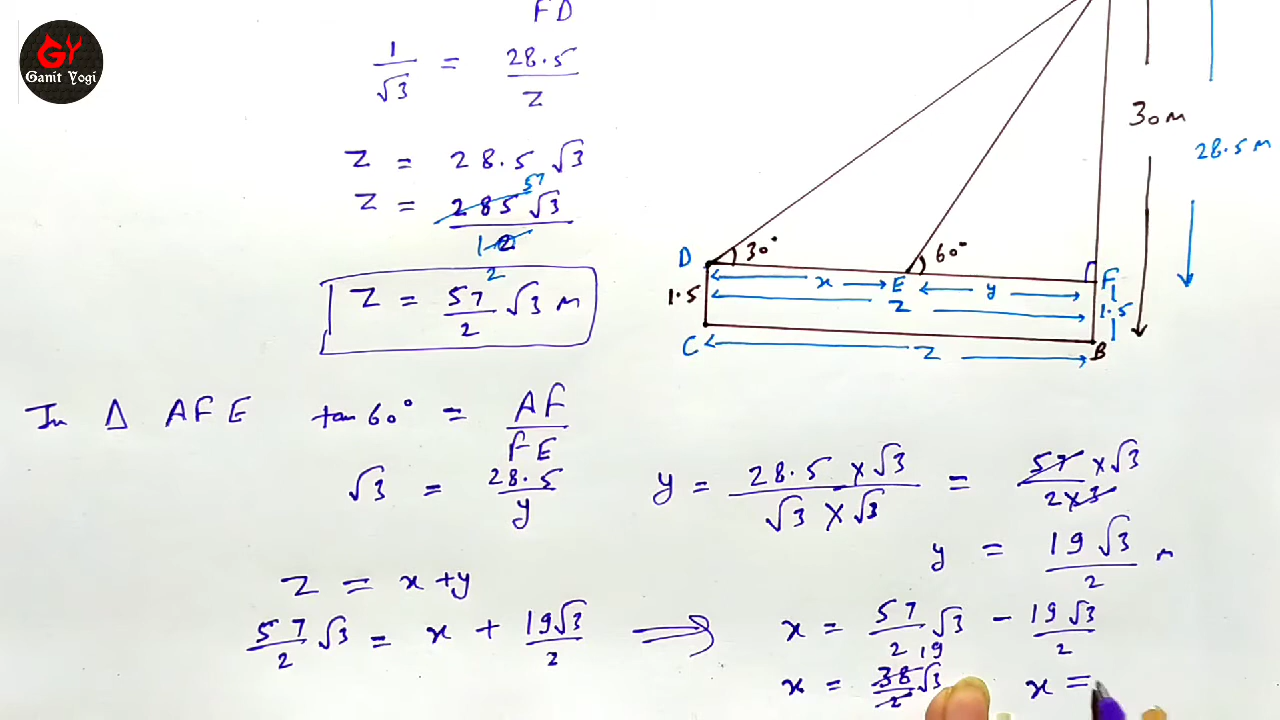 GY
Ganit Yogi
FD
1/√3 = 28.5/Z
Z = 28.5 √3
57
Z = 285 √3 / 10
2
Z = 57/2 √3 m
30 m
28.5 m
D 30° 60°
x E y F
1.5 Z 1.5
C Z B
In Δ AFE tan 60° = AF/FE
√3 = 28.5/y
y = 28.5 × √3 / √3 × √3 = 57 × √3 / 2×3
y = 19√3/2 m
Z = x + y
57/2 √3 = x + 19√3/2 ⟹ x = 57/2 √3 − 19√3/2
19
x = 38/2 √3 x =